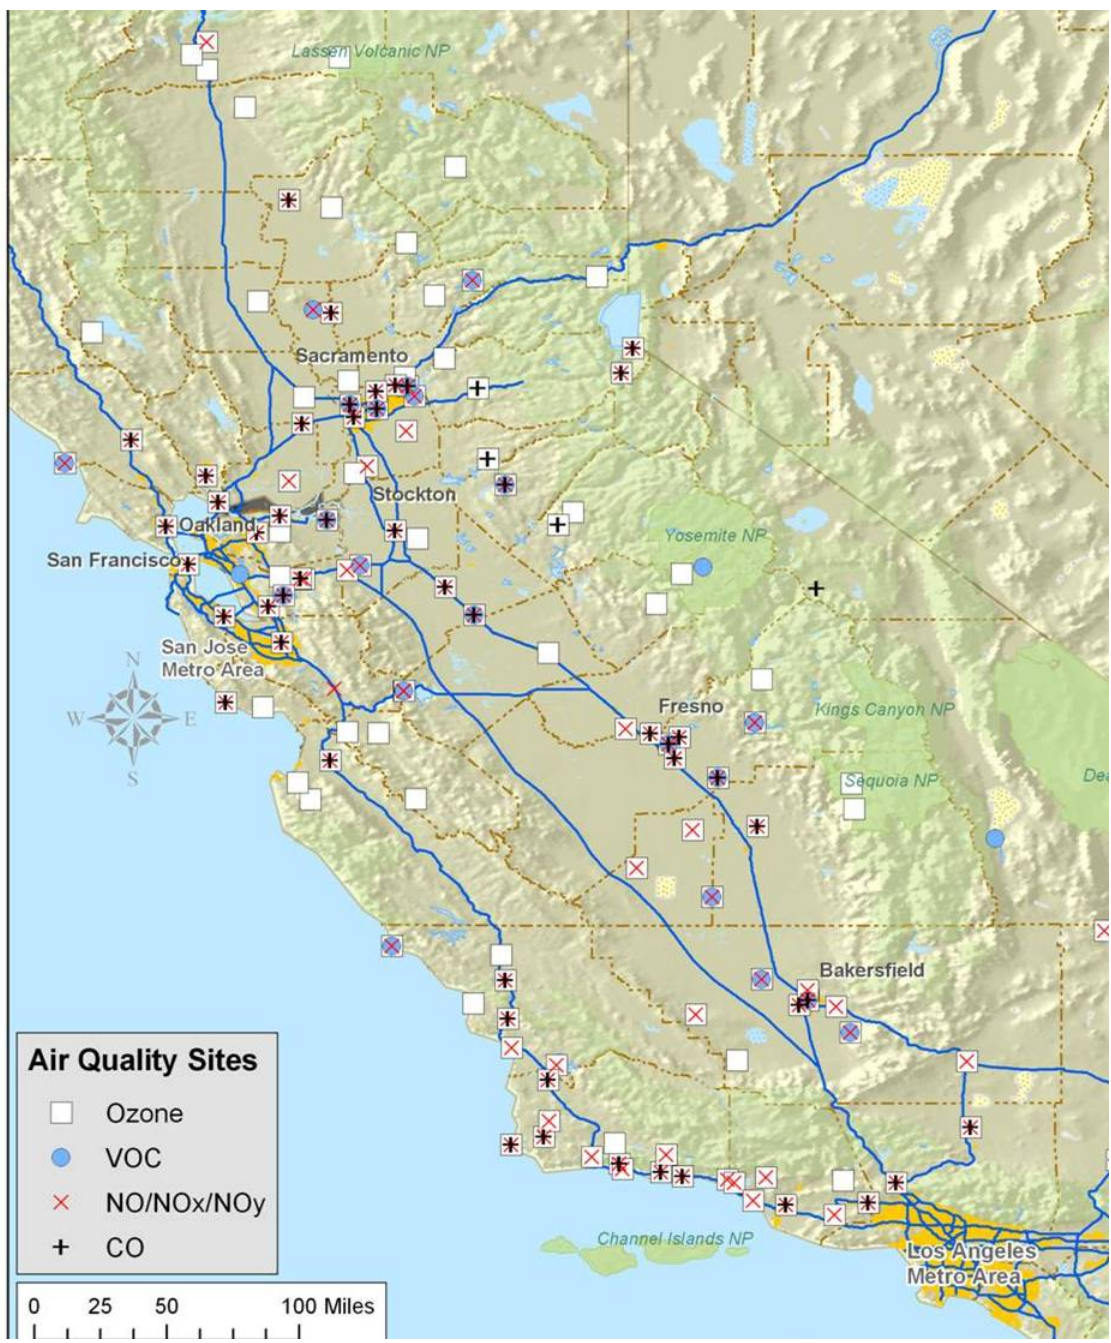 Lassen Volcanic NP
Sacramento
Stockton
Oakland
San Francisco
Yosemite NP
San Jose
Metro Area
N
W E
S
Fresno
Kings Canyon NP
Sequoia NP
Dea
Bakersfield
Air Quality Sites
Ozone
VOC
NO/NOx/NOy
CO
Channel Islands NP
Los Angeles
Metro Area
0 25 50 100 Miles